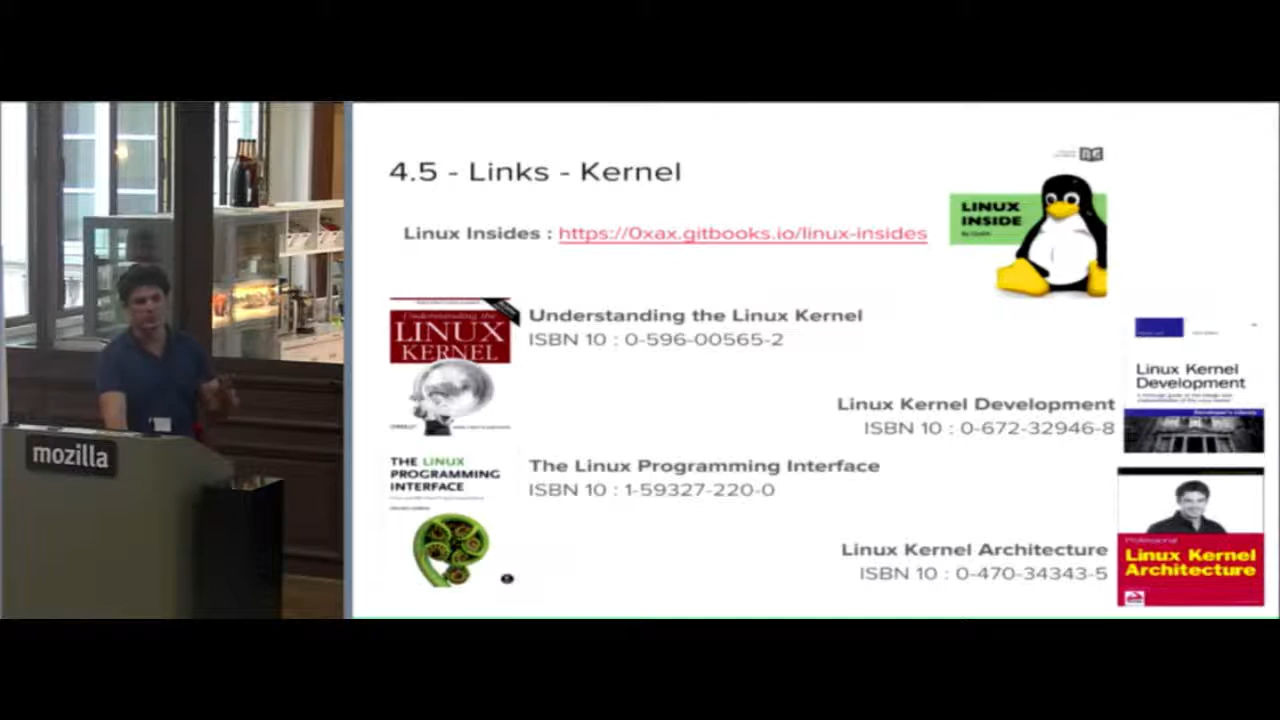 4.5 - Links - Kernel
Linux Insides : https://0xax.gitbooks.io/linux-insides
LINUX
INSIDE
Understanding the
LINUX
KERNEL
Understanding the Linux Kernel
ISBN 10 : 0-596-00565-2
Linux Kernel
Development
Linux Kernel Development
ISBN 10 : 0-672-32946-8
mozilla
THE LINUX
PROGRAMMING
INTERFACE
The Linux Programming Interface
ISBN 10 : 1-59327-220-0
Linux Kernel Architecture
ISBN 10 : 0-470-34343-5
Professional
Linux Kernel
Architecture